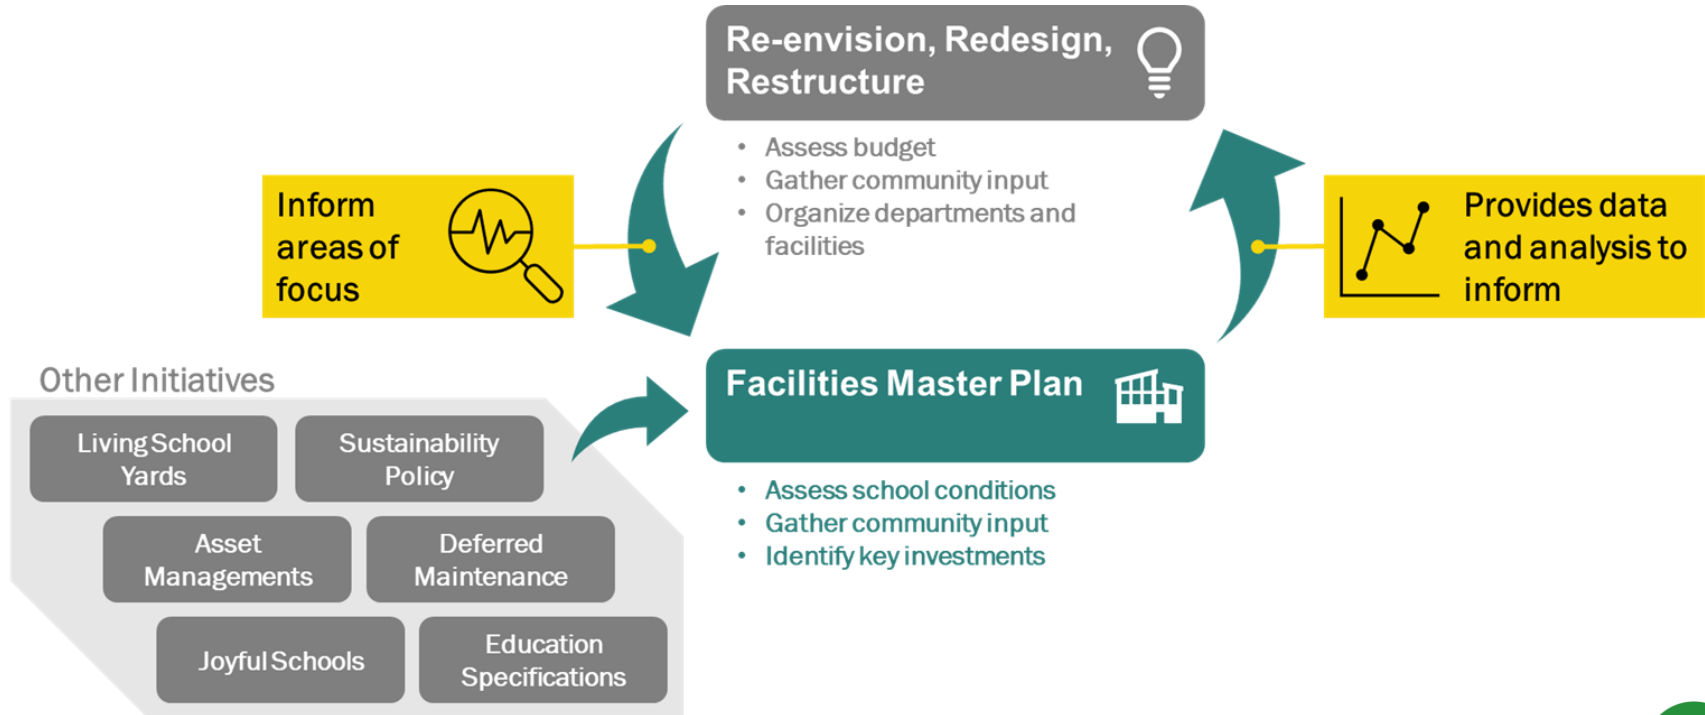 Re-envision, Redesign,
Restructure
• Assess budget
• Gather community input
• Organize departments and
facilities
Inform
areas of
focus
Provides data
and analysis to
inform
Other Initiatives
Living School
Yards
Sustainability
Policy
Asset
Managements
Deferred
Maintenance
Joyful Schools
Education
Specifications
Facilities Master Plan
• Assess school conditions
• Gather community input
• Identify key investments